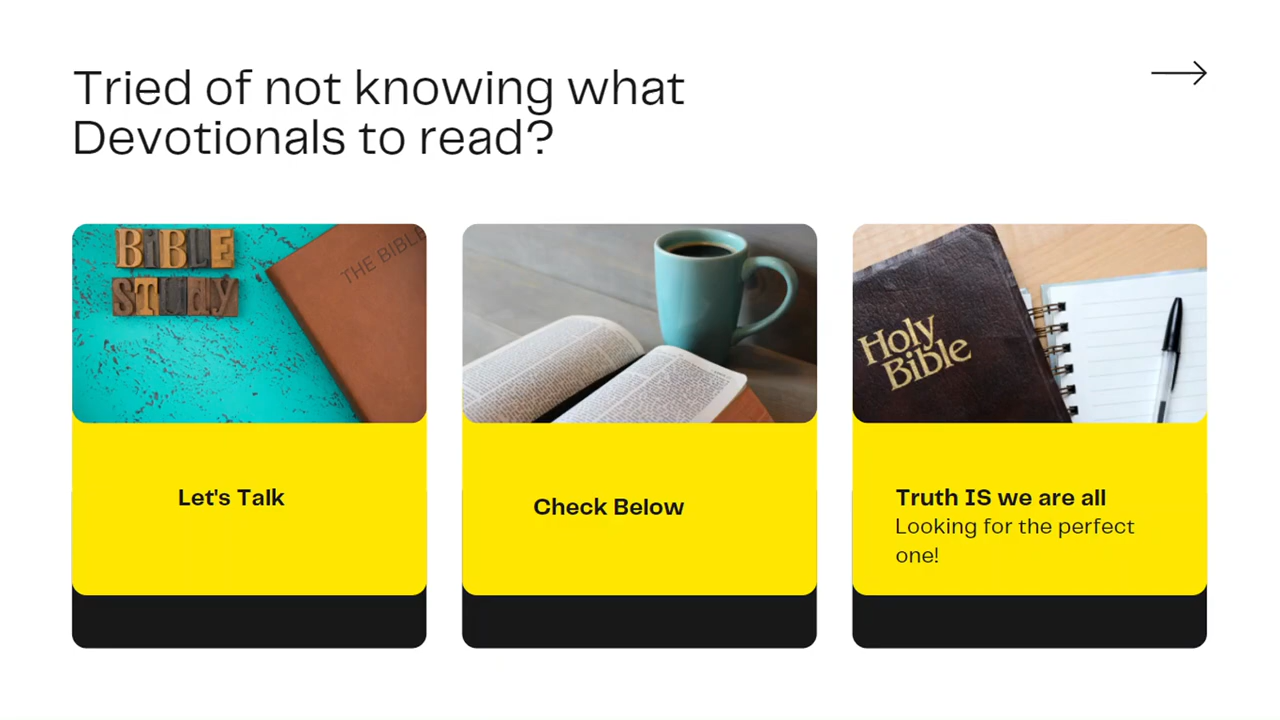 Tried of not knowing what
Devotionals to read?
BiBLE
STUDy
THE BIBLE
Holy
Bible
Let's Talk
Check Below
Truth IS we are all
Looking for the perfect
one!